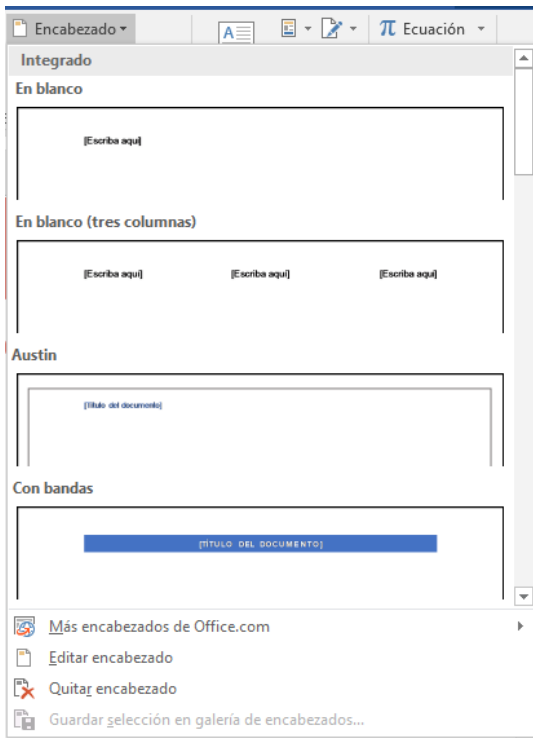 Encabezado
A
π Ecuación
Integrado
En blanco
[Escriba aquí]
En blanco (tres columnas)
[Escriba aquí] [Escriba aquí] [Escriba aquí]
Austin
[Título del documento]
Con bandas
[TÍTULO DEL DOCUMENTO]
Más encabezados de Office.com
Editar encabezado
Quitar encabezado
Guardar selección en galería de encabezados...